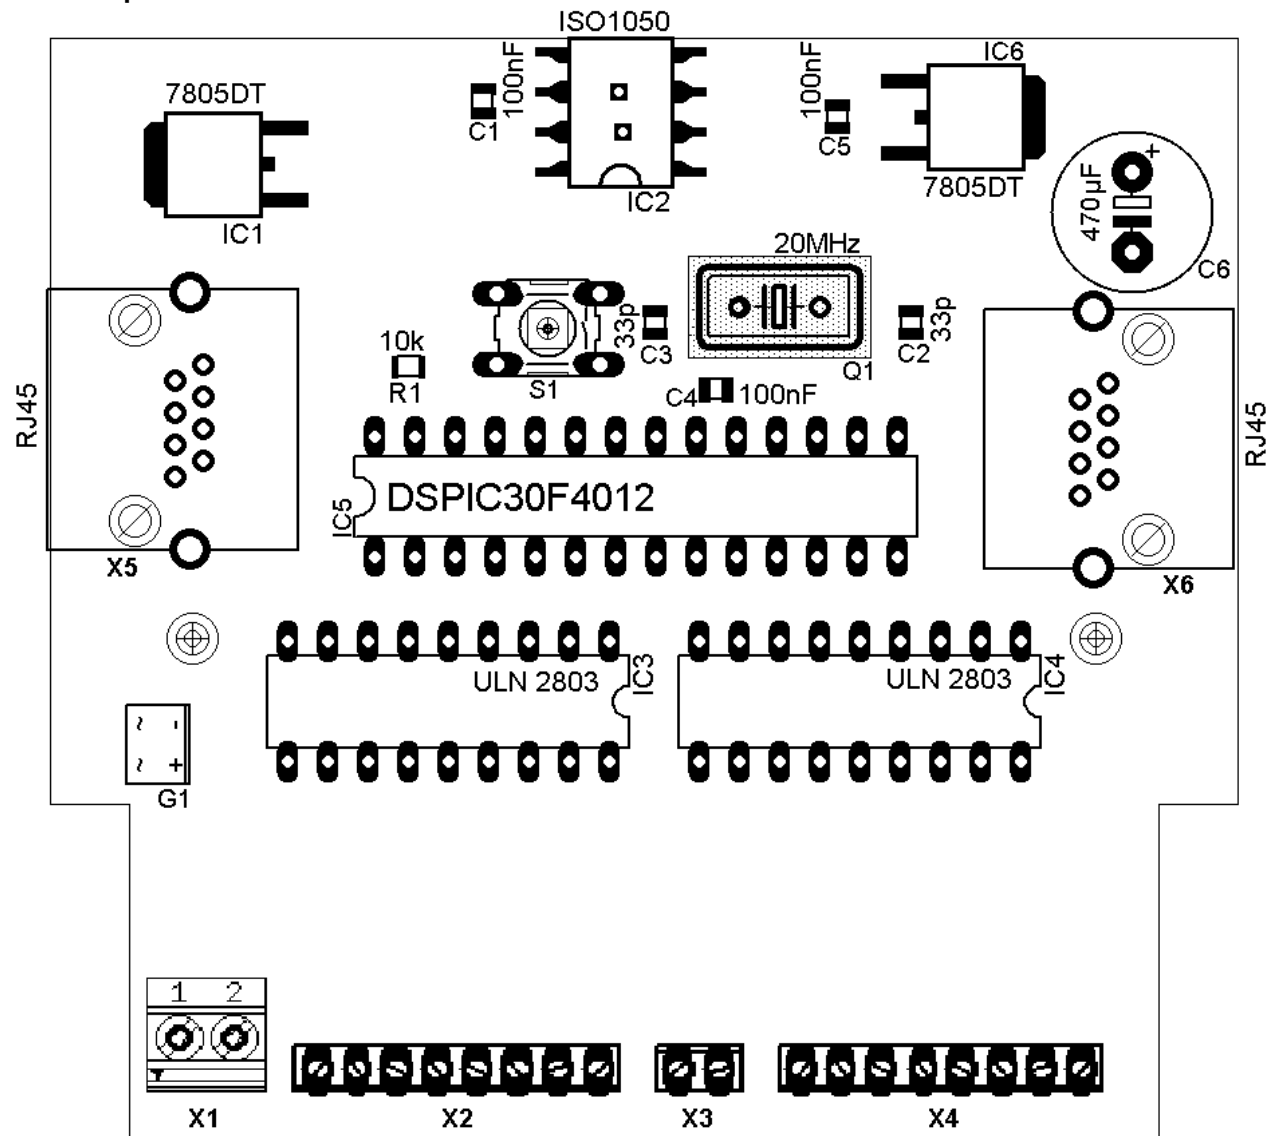 ISO1050
IC6
7805DT
100nF
C1
100nF
C5
7805DT
IC2
IC1
+
470µF
C6
20MHz
33p
C3
Q1
33p
C2
10k
R1
S1
C4
100nF
RJ45
RJ45
IC5
DSPIC30F4012
X5
X6
ULN 2803
IC3
ULN 2803
IC4
~ -
~ +
G1
1 2
X1
X2
X3
X4